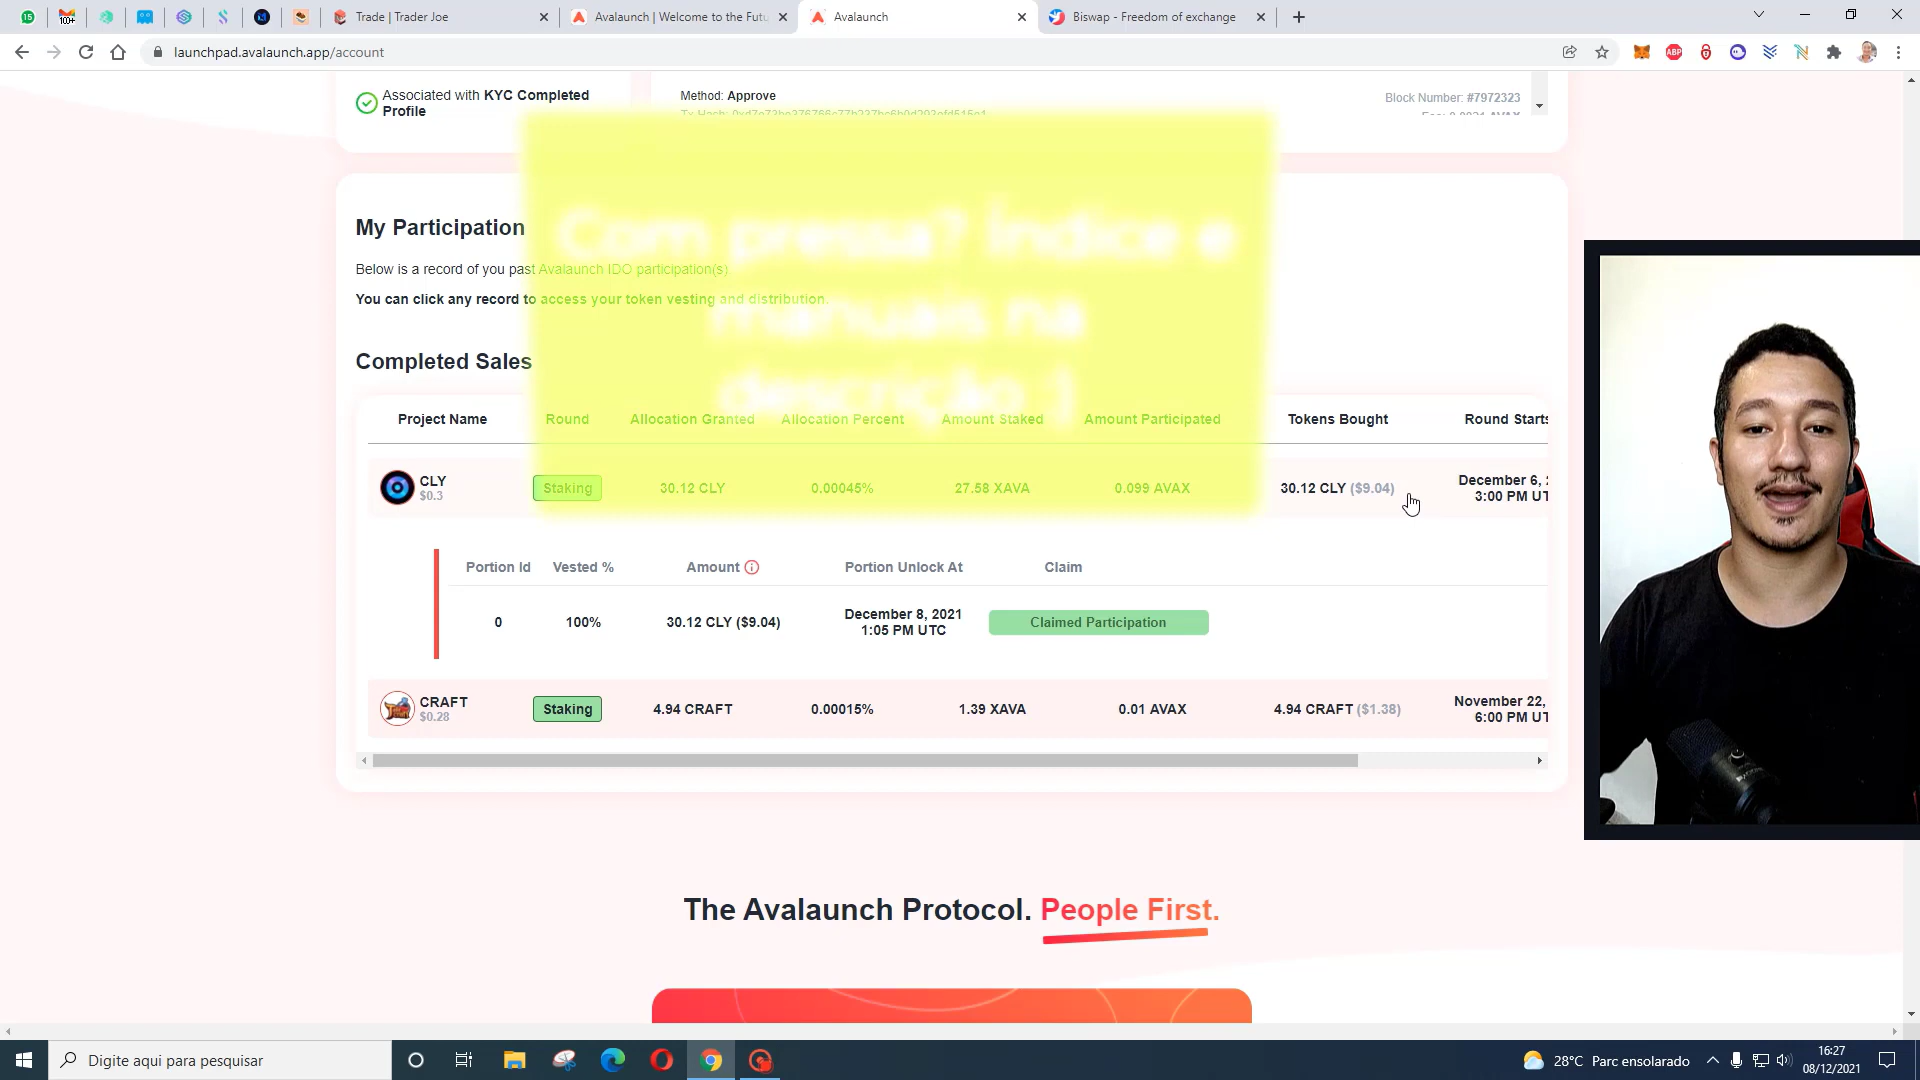 15
100+
Trade | Trader Joe
Avalaunch | Welcome to the Futu
Avalaunch
Biswap - Freedom of exchange
launchpad.avalaunch.app/account
ABP
Associated with KYC Completed
Profile
Method: Approve
Block Number: #7972323
My Participation
Below is a record of you past Avalaunch IDO participation(s)
You can click any record to access your token vesting and distribution.
Com pressa? Índice e
manuais na
descrição :)
Completed Sales
Project Name Round Allocation Granted Allocation Percent Amount Staked Amount Participated Tokens Bought Round Starts
CLY
$0.3
Staking 30.12 CLY 0.00045% 27.58 XAVA 0.099 AVAX 30.12 CLY ($9.04)
December 6, 2
3:00 PM UT
Portion Id Vested % Amount Portion Unlock At Claim
0 100% 30.12 CLY ($9.04)
December 8, 2021
1:05 PM UTC
Claimed Participation
CRAFT
$0.28
Staking 4.94 CRAFT 0.00015% 1.39 XAVA 0.01 AVAX 4.94 CRAFT ($1.38)
November 22,
6:00 PM UT
The Avalaunch Protocol. People First.
Digite aqui para pesquisar
28°C Parc ensolarado
16:27
08/12/2021